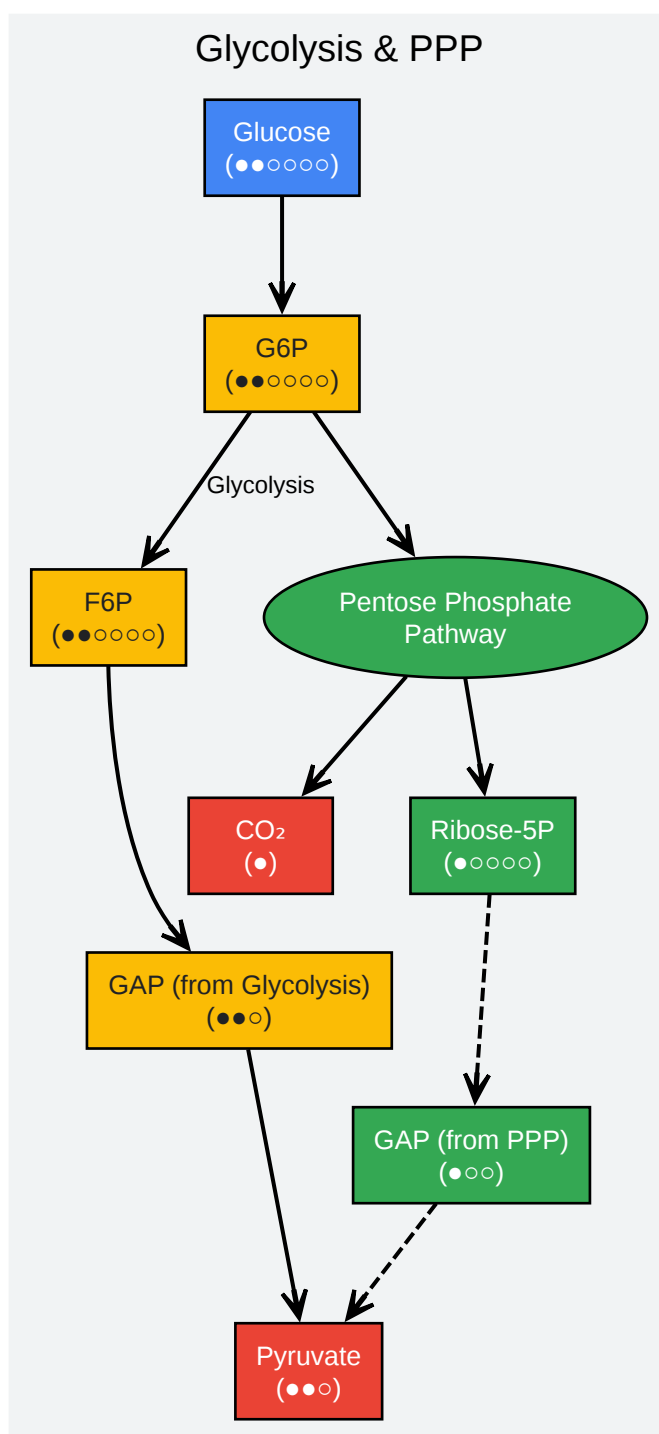 Glycolysis & PPP
Glucose
(●●○○○○)
G6P
(●●○○○○)
Glycolysis
F6P
(●●○○○○)
Pentose Phosphate
Pathway
CO₂
(●)
Ribose-5P
(●○○○○)
GAP (from Glycolysis)
(●●○)
GAP (from PPP)
(●○○)
Pyruvate
(●●○)